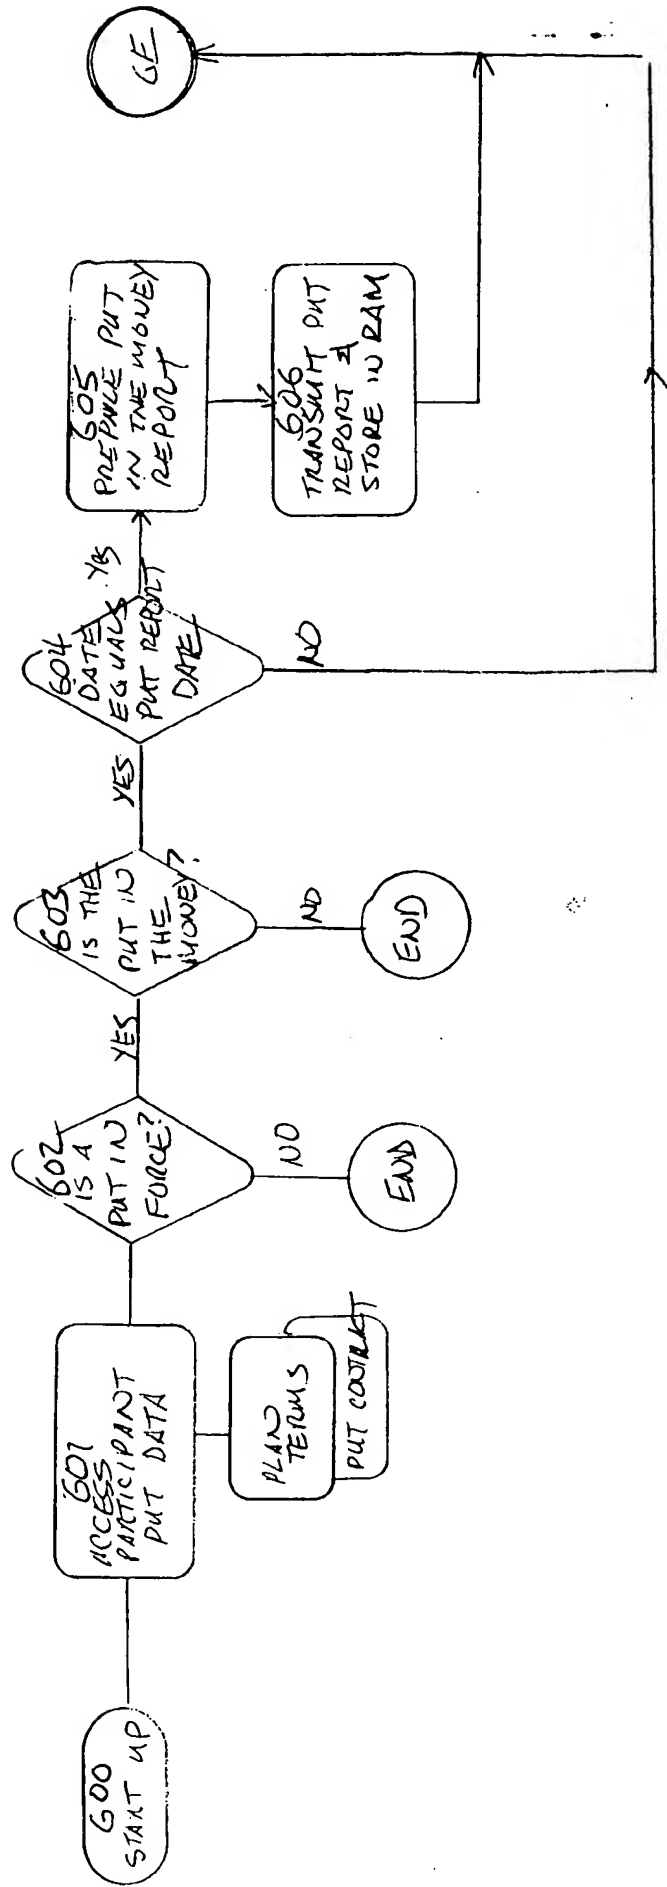 600
START UP
601
ACCESS
PARTICIPANT
PUT DATA
PLAN
TERMS
PUT CONTRACT
602
IS A
PUT IN
FORCE?
NO
END
YES
603
IS THE
PUT IN
THE
MONEY?
NO
END
YES
604
DATE
EQUALS
PUT REPORT
DATE
NO
Yes
605
PREPARE PUT
IN THE MONEY
REPORT
606
TRANSMIT PUT
REPORT &
STORE IN RAM
6E